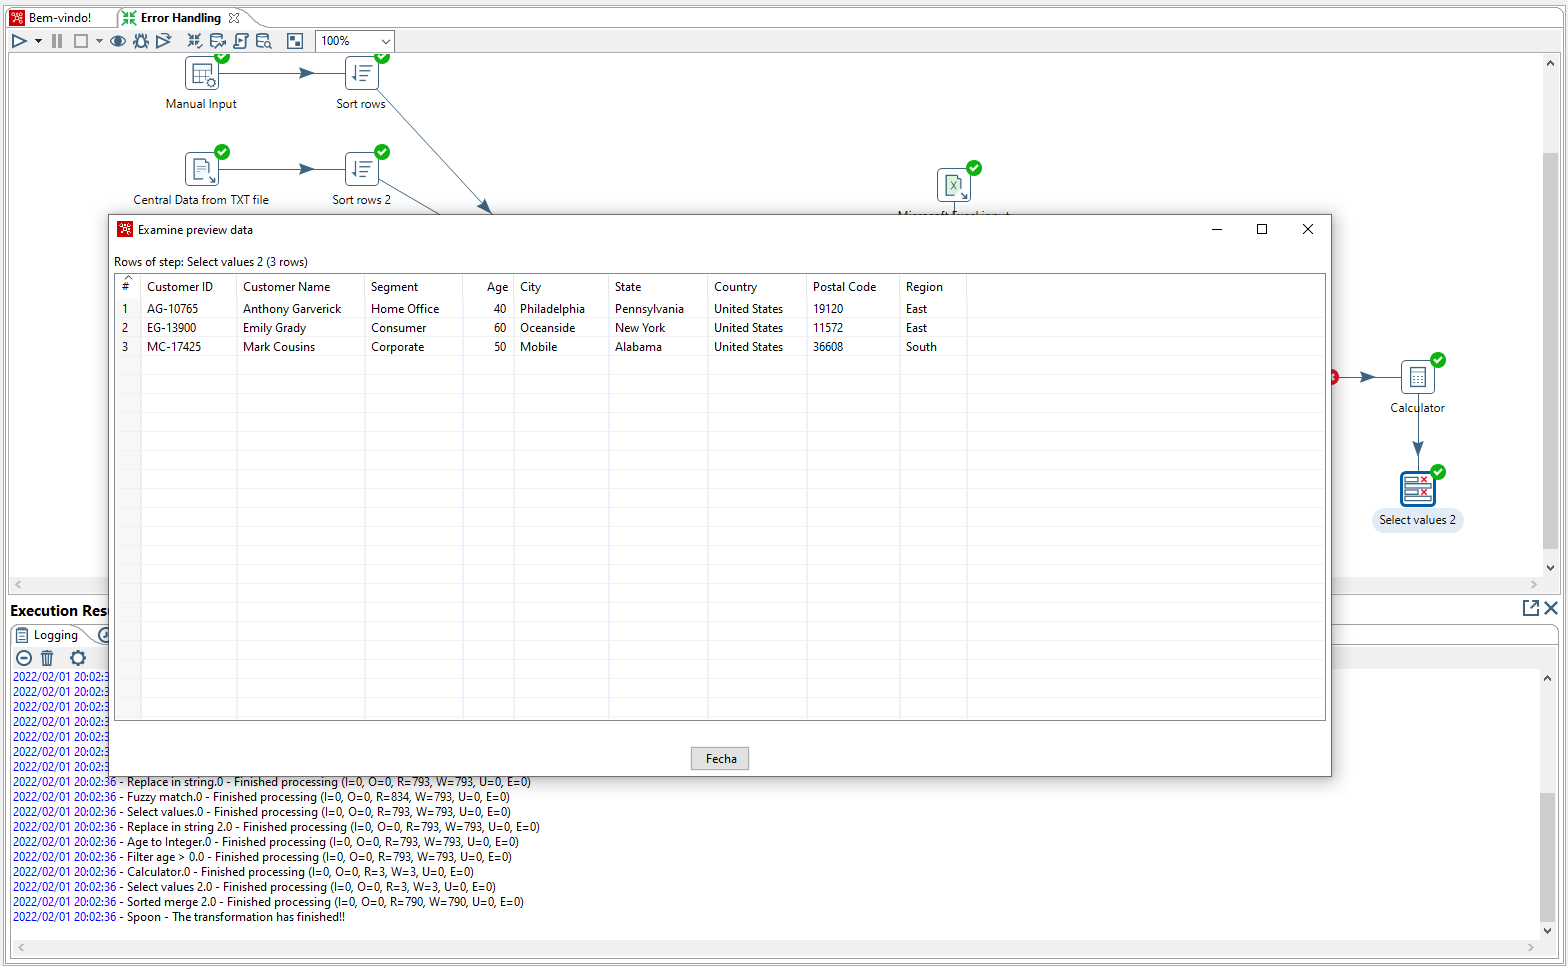 Bem-vindo!
Error Handling
100%
Manual Input
Sort rows
Central Data from TXT file
Sort rows 2
Microsoft Excel input
Examine preview data
Rows of step: Select values 2 (3 rows)
# Customer ID Customer Name Segment Age City State Country Postal Code Region
1 AG-10765 Anthony Garverick Home Office 40 Philadelphia Pennsylvania United States 19120 East
2 EG-13900 Emily Grady Consumer 60 Oceanside New York United States 11572 East
3 MC-17425 Mark Cousins Corporate 50 Mobile Alabama United States 36608 South
Calculator
Select values 2
Fecha
Execution Resu
Logging
2022/02/01 20:02:3
2022/02/01 20:02:3
2022/02/01 20:02:3
2022/02/01 20:02:3
2022/02/01 20:02:3
2022/02/01 20:02:3
2022/02/01 20:02:3
2022/02/01 20:02:36 - Replace in string.0 - Finished processing (I=0, O=0, R=793, W=793, U=0, E=0)
2022/02/01 20:02:36 - Fuzzy match.0 - Finished processing (I=0, O=0, R=834, W=793, U=0, E=0)
2022/02/01 20:02:36 - Select values.0 - Finished processing (I=0, O=0, R=793, W=793, U=0, E=0)
2022/02/01 20:02:36 - Replace in string 2.0 - Finished processing (I=0, O=0, R=793, W=793, U=0, E=0)
2022/02/01 20:02:36 - Age to Integer.0 - Finished processing (I=0, O=0, R=793, W=793, U=0, E=0)
2022/02/01 20:02:36 - Filter age > 0.0 - Finished processing (I=0, O=0, R=793, W=793, U=0, E=0)
2022/02/01 20:02:36 - Calculator.0 - Finished processing (I=0, O=0, R=3, W=3, U=0, E=0)
2022/02/01 20:02:36 - Select values 2.0 - Finished processing (I=0, O=0, R=3, W=3, U=0, E=0)
2022/02/01 20:02:36 - Sorted merge 2.0 - Finished processing (I=0, O=0, R=790, W=790, U=0, E=0)
2022/02/01 20:02:36 - Spoon - The transformation has finished!!